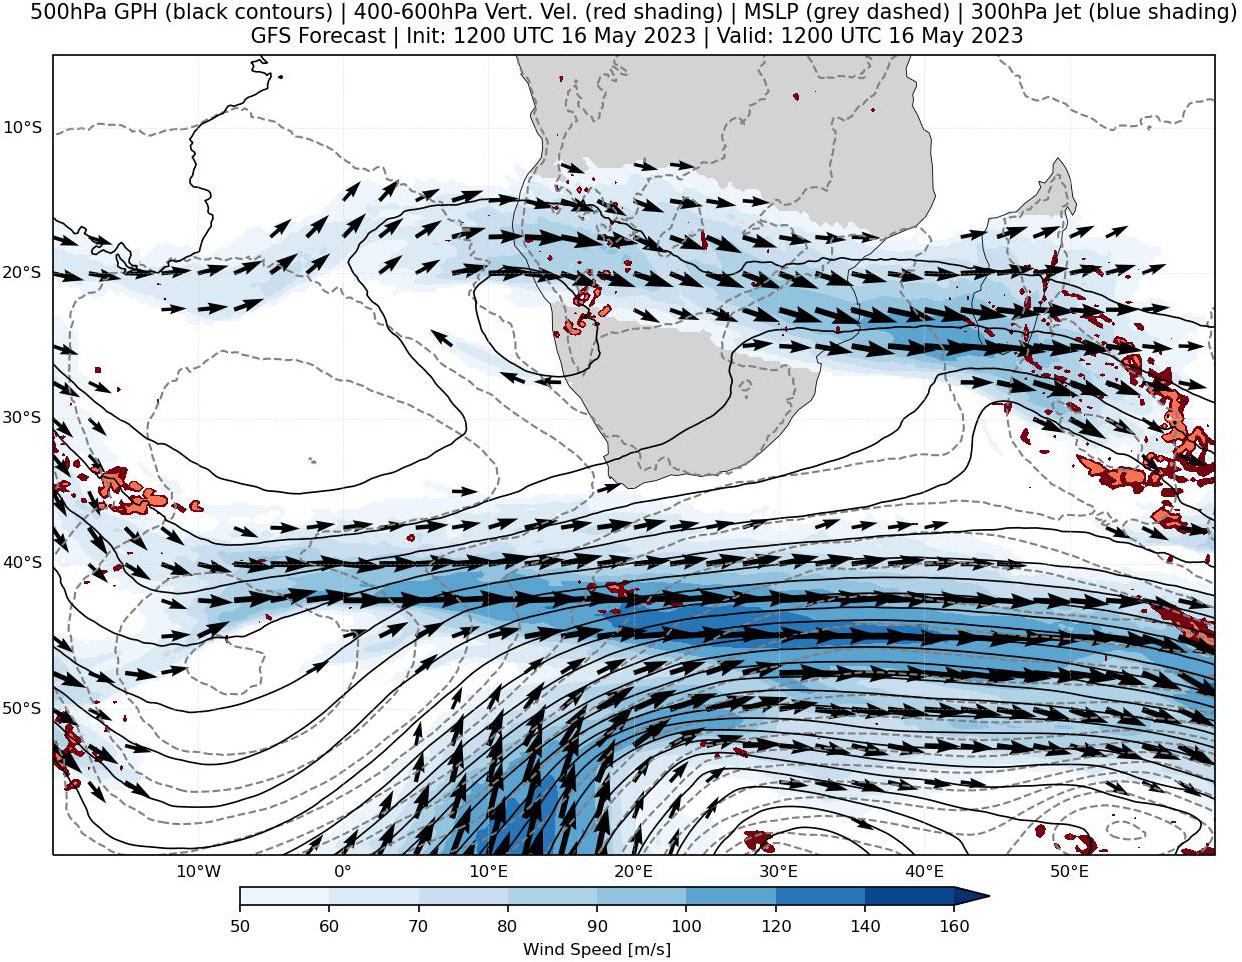 500hPa GPH (black contours) | 400-600hPa Vert. Vel. (red shading) | MSLP (grey dashed) | 300hPa Jet (blue shading)
GFS Forecast | Init: 1200 UTC 16 May 2023 | Valid: 1200 UTC 16 May 2023
10°S
20°S
30°S
40°S
50°S
10°W 0° 10°E 20°E 30°E 40°E 50°E
50 60 70 80 90 100 120 140 160
Wind Speed [m/s]